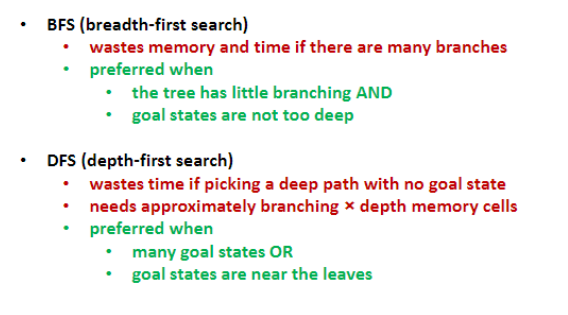 • BFS (breadth-first search)
• wastes memory and time if there are many branches
• preferred when
• the tree has little branching AND
• goal states are not too deep
• DFS (depth-first search)
• wastes time if picking a deep path with no goal state
• needs approximately branching × depth memory cells
• preferred when
• many goal states OR
• goal states are near the leaves